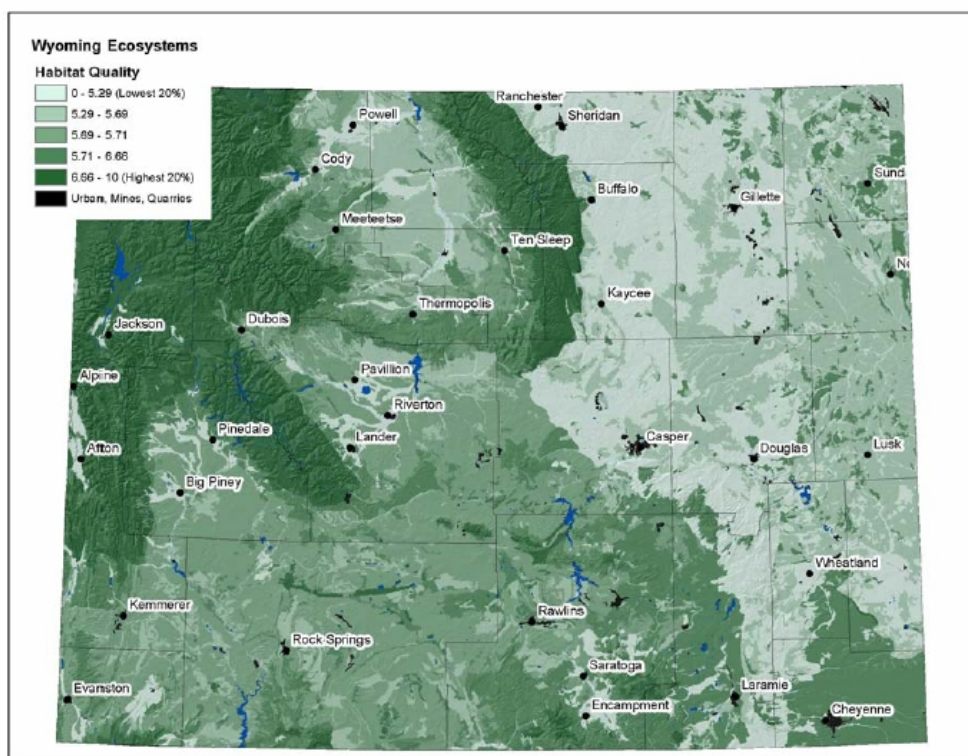 Wyoming Ecosystems
Habitat Quality
0 - 5.29 (Lowest 20%)
5.29 - 5.69
5.69 - 5.71
5.71 - 6.66
6.66 - 10 (Highest 20%)
Urban, Mines, Quarries
Ranchester
Powell
Sheridan
Cody
Sund
Buffalo
Gillette
Meeteetse
Ten Sleep
Ne
Kaycee
Thermopolis
Jackson
Dubois
Pavillion
Alpine
Riverton
Pinedale
Lander
Casper
Afton
Douglas
Lusk
Big Piney
Wheatland
Kemmerer
Rawlins
Rock Springs
Saratoga
Evanston
Laramie
Encampment
Cheyenne